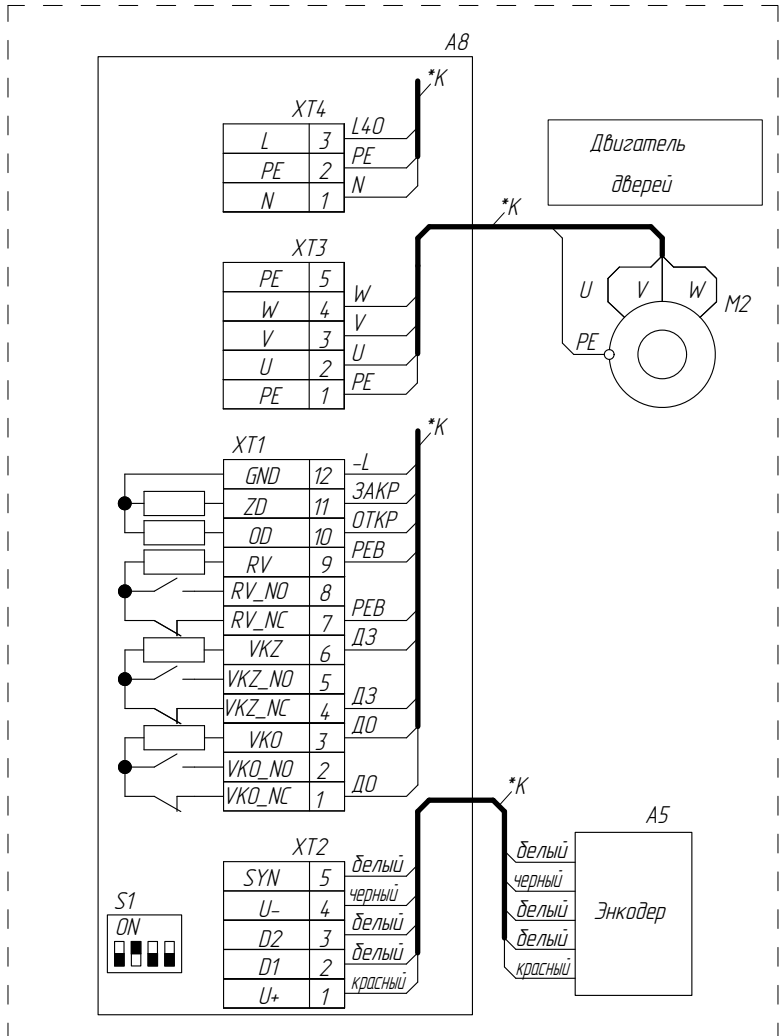 A8
*К
XT4
L 3 L40
PE 2 PE
N 1 N
Двигатель
дверей
*К
XT3
PE 5
W 4 W
V 3 V
U 2 U
PE 1 PE
U V W M2
PE
*К
XT1
GND 12 -L
ZD 11 ЗАКР
OD 10 ОТКР
RV 9 РЕВ
RV_NO 8
RV_NC 7 РЕВ
VKZ 6 ДЗ
VKZ_NO 5
VKZ_NC 4 ДЗ
VKO 3 ДО
VKO_NO 2
VKO_NC 1 ДО
*К
A5
XT2
SYN 5 белый
U- 4 черный
D2 3 белый
D1 2 белый
U+ 1 красный
белый
черный
белый
белый
красный
Энкодер
S1
ON